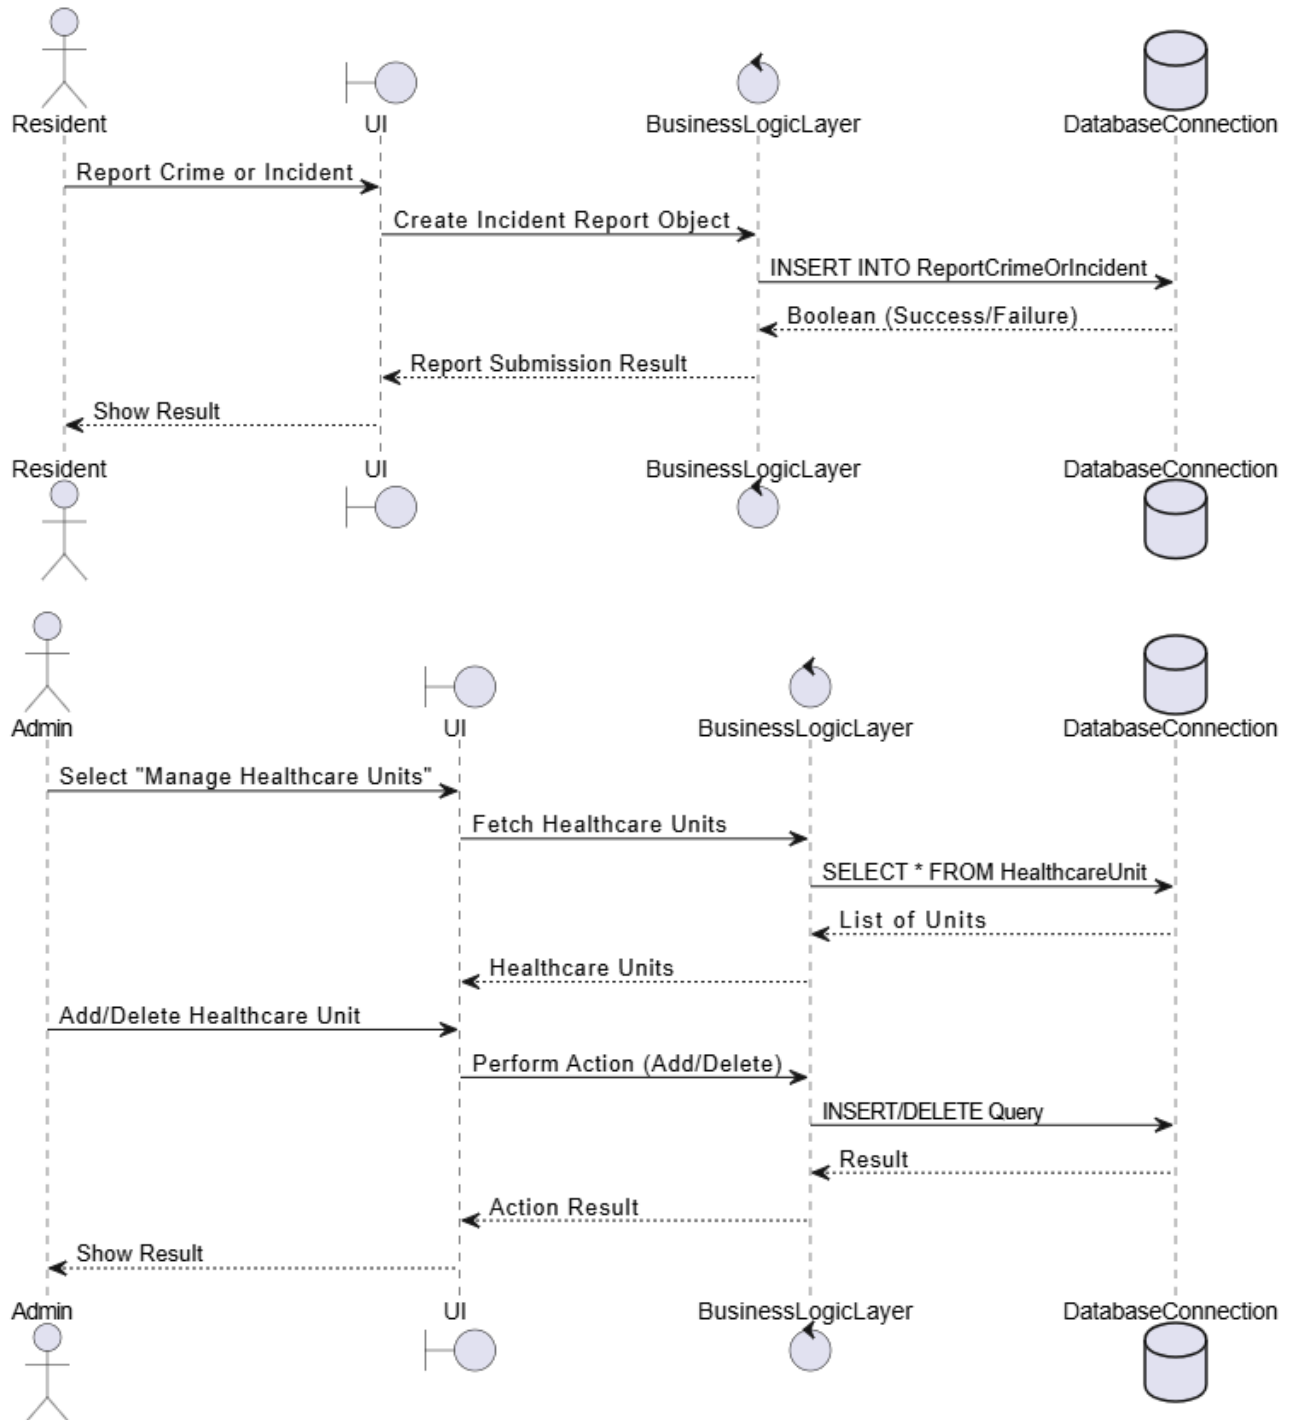 Resident UI BusinessLogicLayer DatabaseConnection
Report Crime or Incident
Create Incident Report Object
INSERT INTO ReportCrimeOrIncident
Boolean (Success/Failure)
Report Submission Result
Show Result
Resident UI BusinessLogicLayer DatabaseConnection
Admin UI BusinessLogicLayer DatabaseConnection
Select "Manage Healthcare Units"
Fetch Healthcare Units
SELECT * FROM HealthcareUnit
List of Units
Healthcare Units
Add/Delete Healthcare Unit
Perform Action (Add/Delete)
INSERT/DELETE Query
Result
Action Result
Show Result
Admin UI BusinessLogicLayer DatabaseConnection